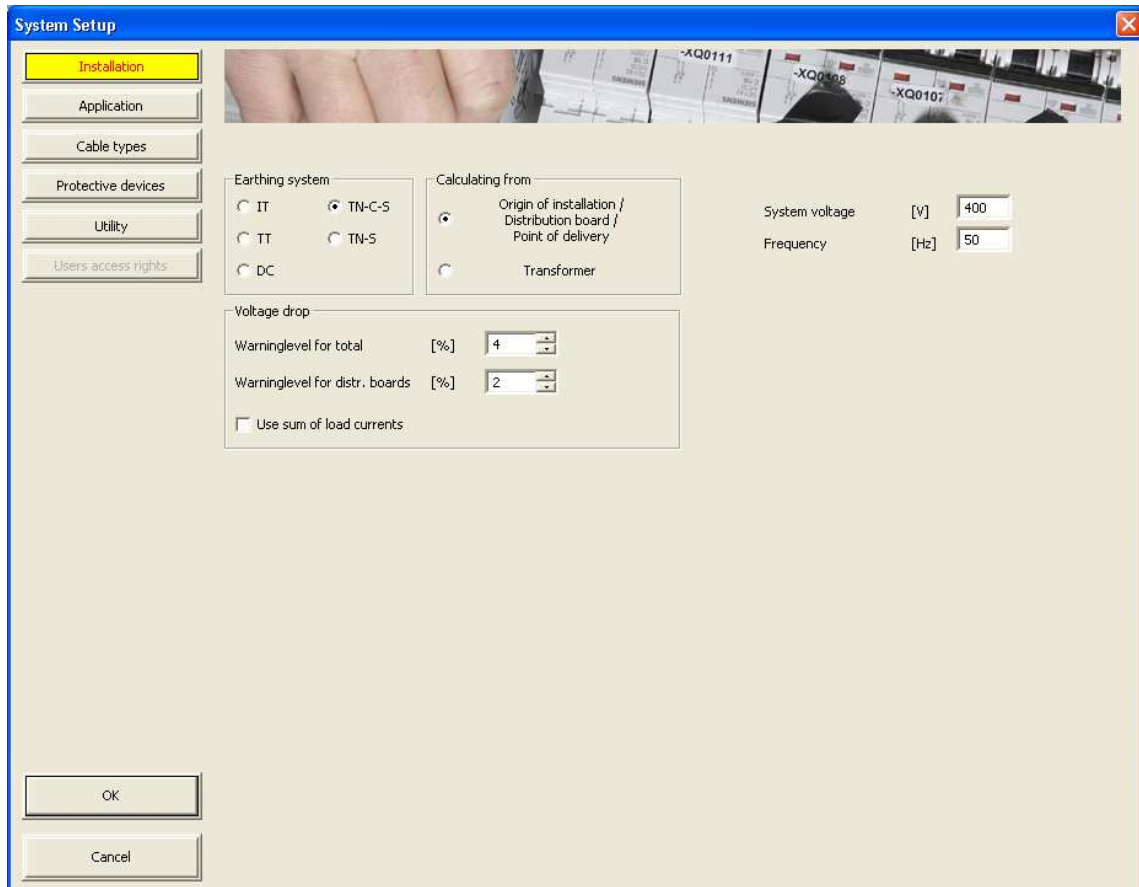 System Setup
Installation
Application
Cable types
Protective devices
Utility
Users access rights
OK
Cancel
-XQ0111
-XQ0108
-XQ0107
SIEMENS
SIEMENS
Earthing system
IT
TN-C-S
TT
TN-S
DC
Calculating from
Origin of installation /
Distribution board /
Point of delivery
Transformer
System voltage [V] 400
Frequency [Hz] 50
Voltage drop
Warninglevel for total [%] 4
Warninglevel for distr. boards [%] 2
Use sum of load currents